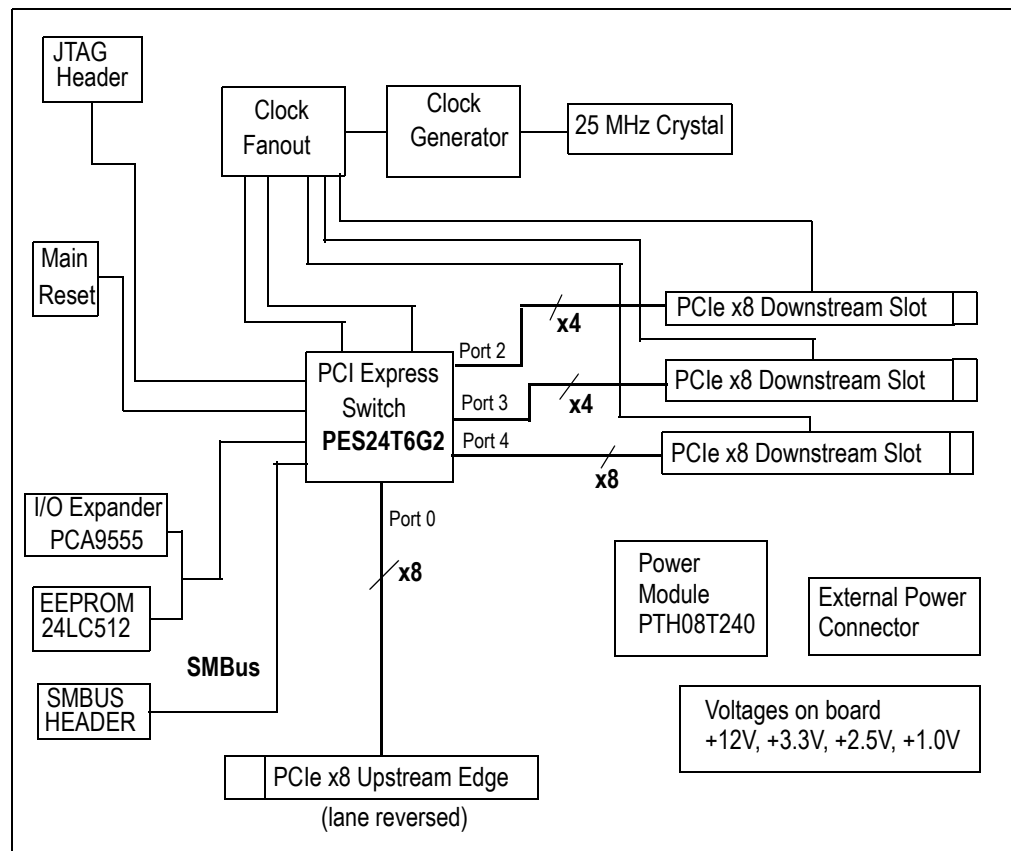 JTAG
Header
Clock
Fanout
Clock
Generator
25 MHz Crystal
Main
Reset
PCIe x8 Downstream Slot
x4
Port 2
PCI Express
Switch
PES24T6G2
PCIe x8 Downstream Slot
x4
Port 3
Port 4
PCIe x8 Downstream Slot
x8
I/O Expander
PCA9555
Port 0
x8
EEPROM
24LC512
Power
Module
PTH08T240
External Power
Connector
SMBus
SMBUS
HEADER
Voltages on board
+12V, +3.3V, +2.5V, +1.0V
PCIe x8 Upstream Edge
(lane reversed)